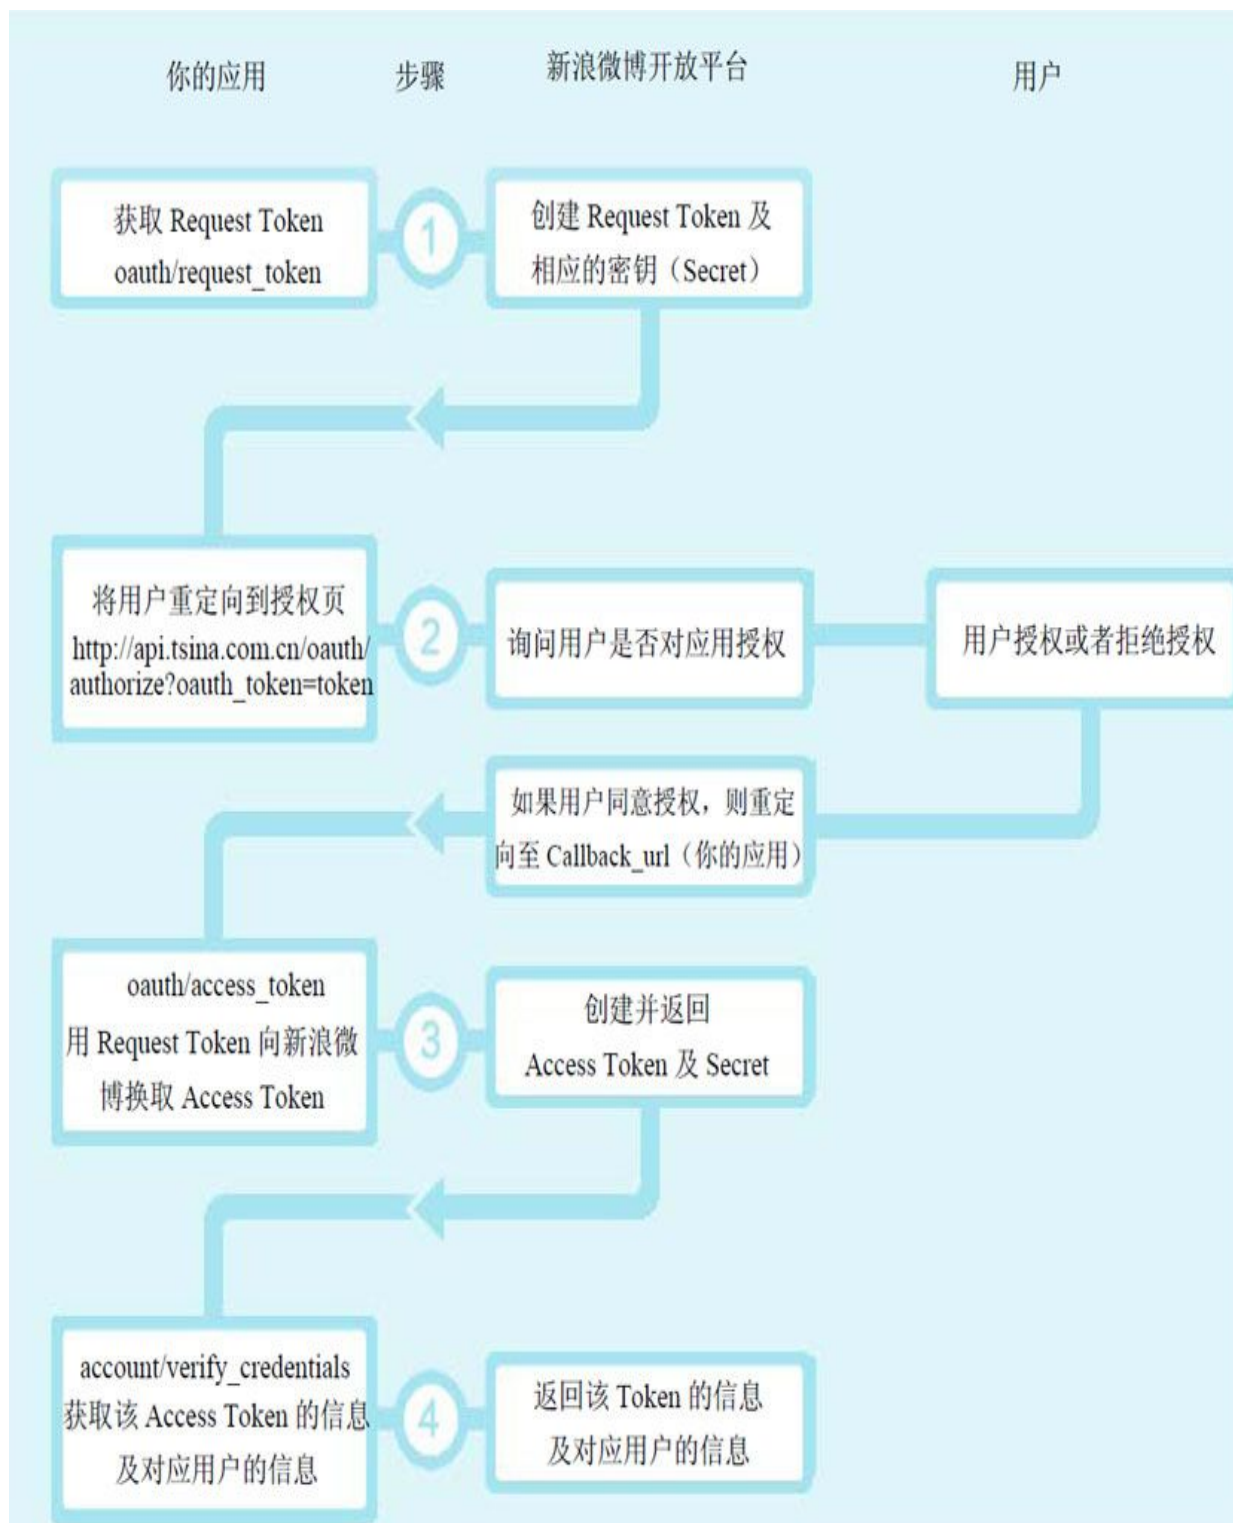 你的应用
步骤
新浪微博开放平台
用户
获取 Request Token
oauth/request_token
1
创建 Request Token 及
相应的密钥（Secret）
将用户重定向到授权页
http://api.tsina.com.cn/oauth/
authorize?oauth_token=token
2
询问用户是否对应用授权
用户授权或者拒绝授权
如果用户同意授权，则重定
向至 Callback_url（你的应用）
oauth/access_token
用 Request Token 向新浪微
博换取 Access Token
3
创建并返回
Access Token 及 Secret
account/verify_credentials
获取该 Access Token 的信息
及对应用户的信息
4
返回该 Token 的信息
及对应用户的信息